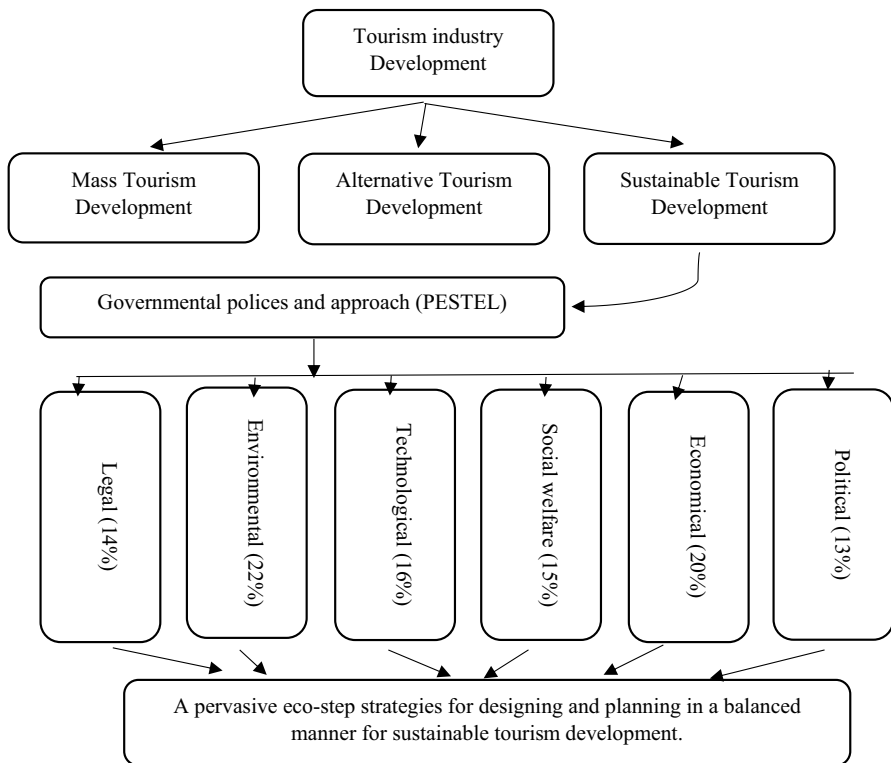 Tourism industry
Development
Mass Tourism
Development
Alternative Tourism
Development
Sustainable Tourism
Development
Governmental polices and approach (PESTEL)
Legal (14%)
Environmental (22%)
Technological (16%)
Social welfare (15%)
Economical (20%)
Political (13%)
A pervasive eco-step strategies for designing and planning in a balanced
manner for sustainable tourism development.